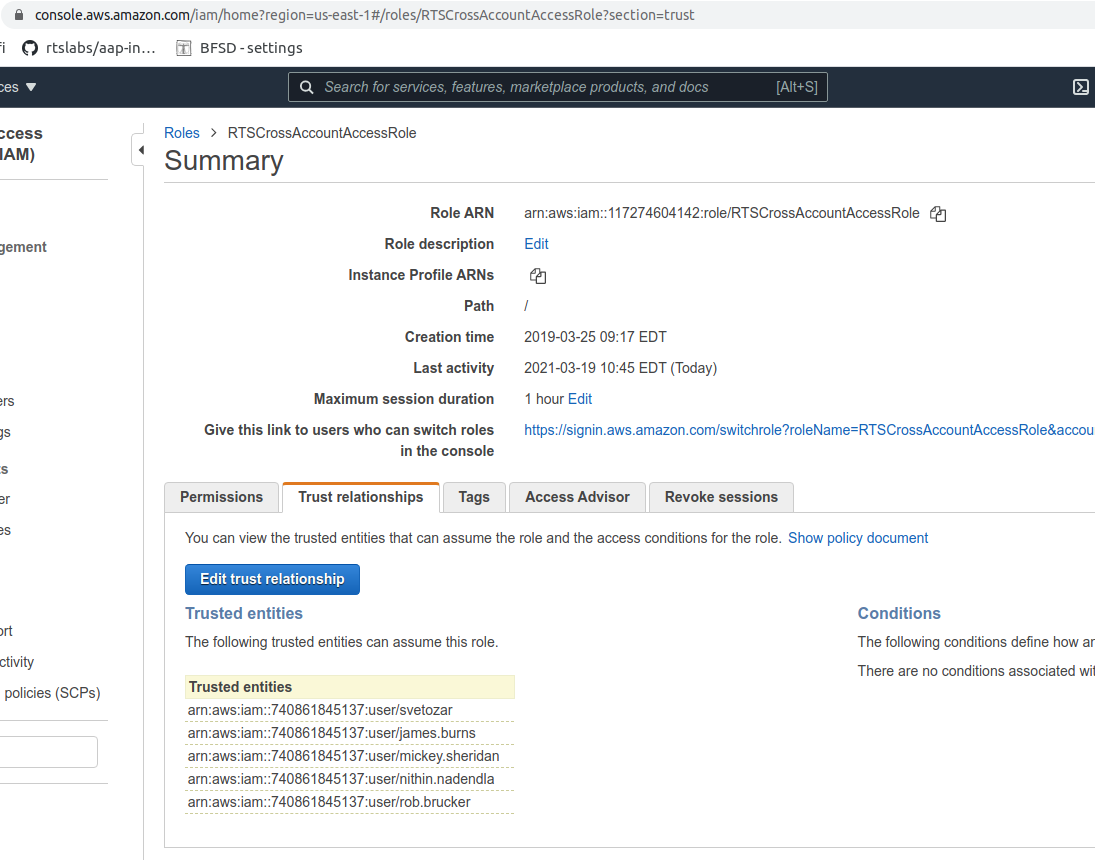 console.aws.amazon.com/iam/home?region=us-east-1#/roles/RTSCrossAccountAccessRole?section=trust
fi rtslabs/aap-in… BFSD - settings
ces ▼ Search for services, features, marketplace products, and docs [Alt+S]
ccess
IAM)
gement
ers
gs
ts
er
es
ort
ctivity
policies (SCPs)
Roles > RTSCrossAccountAccessRole
Summary
Role ARN arn:aws:iam::117274604142:role/RTSCrossAccountAccessRole
Role description Edit
Instance Profile ARNs
Path /
Creation time 2019-03-25 09:17 EDT
Last activity 2021-03-19 10:45 EDT (Today)
Maximum session duration 1 hour Edit
Give this link to users who can switch roles https://signin.aws.amazon.com/switchrole?roleName=RTSCrossAccountAccessRole&accou
in the console
Permissions Trust relationships Tags Access Advisor Revoke sessions
You can view the trusted entities that can assume the role and the access conditions for the role. Show policy document
Edit trust relationship
Trusted entities
The following trusted entities can assume this role.
Trusted entities
arn:aws:iam::740861845137:user/svetozar
arn:aws:iam::740861845137:user/james.burns
arn:aws:iam::740861845137:user/mickey.sheridan
arn:aws:iam::740861845137:user/nithin.nadendla
arn:aws:iam::740861845137:user/rob.brucker
Conditions
The following conditions define how an
There are no conditions associated wit